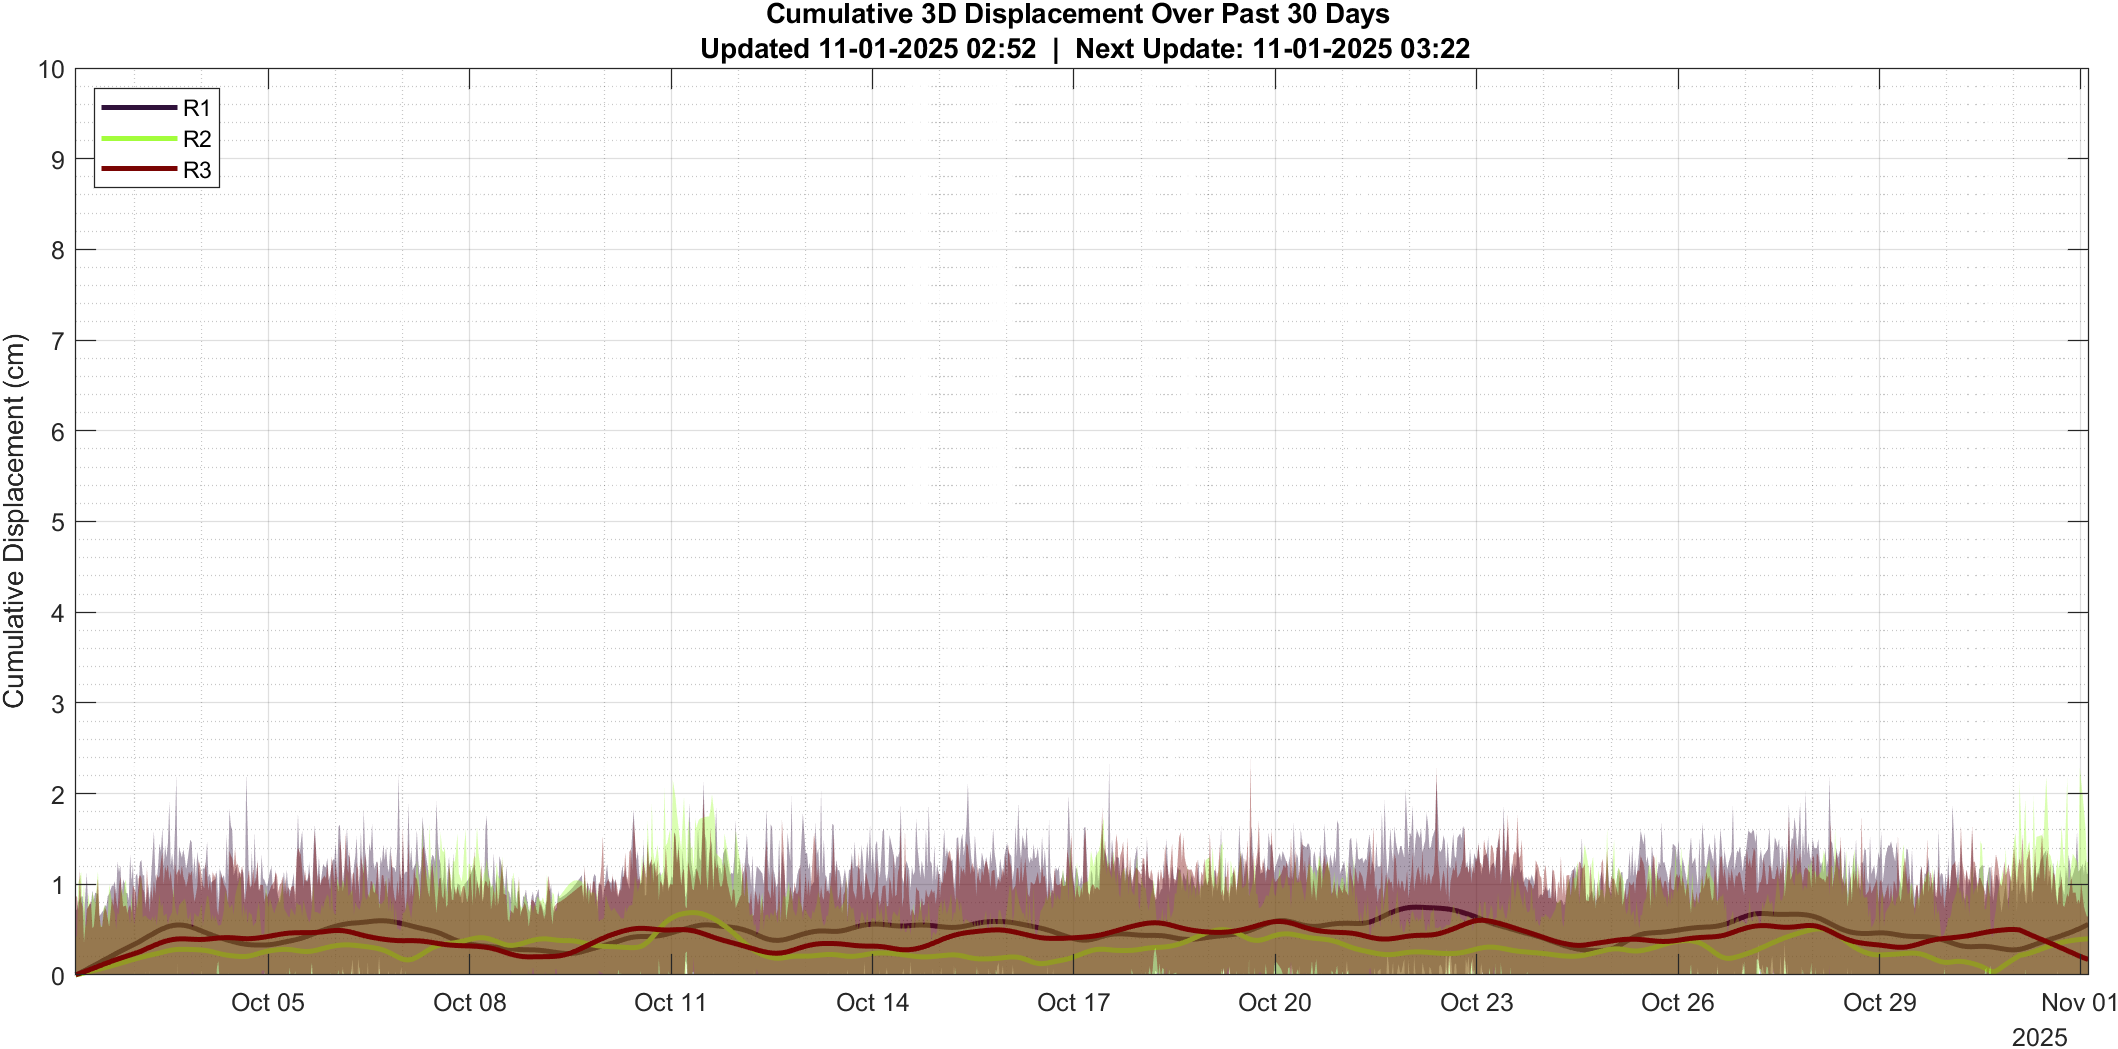 Cumulative 3D Displacement Over Past 30 Days
Updated 11-01-2025 02:52 | Next Update: 11-01-2025 03:22
Cumulative Displacement (cm)
10
9
8
7
6
5
4
3
2
1
0
R1
R2
R3
Oct 05 Oct 08 Oct 11 Oct 14 Oct 17 Oct 20 Oct 23 Oct 26 Oct 29 Nov 01
2025